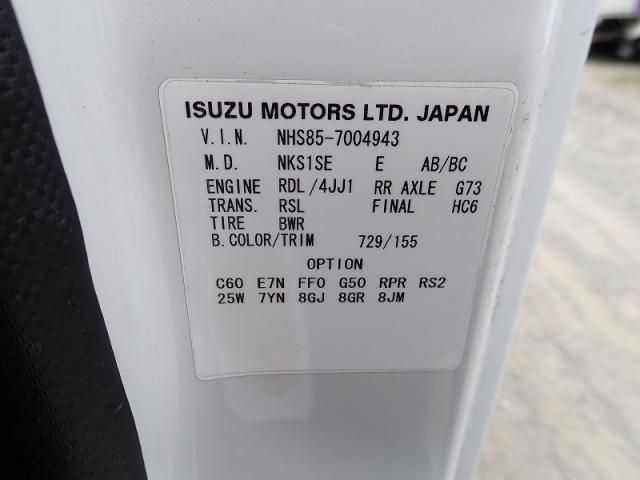 ISUZU MOTORS LTD. JAPAN
V.I.N. NHS85-7004943
M.D. NKS1SE E AB/BC
ENGINE RDL/4JJ1 RR AXLE G73
TRANS. RSL FINAL HC6
TIRE BWR
B.COLOR/TRIM 729/155
OPTION
C60 E7N FF0 G50 RPR RS2
25W 7YN 8GJ 8GR 8JM